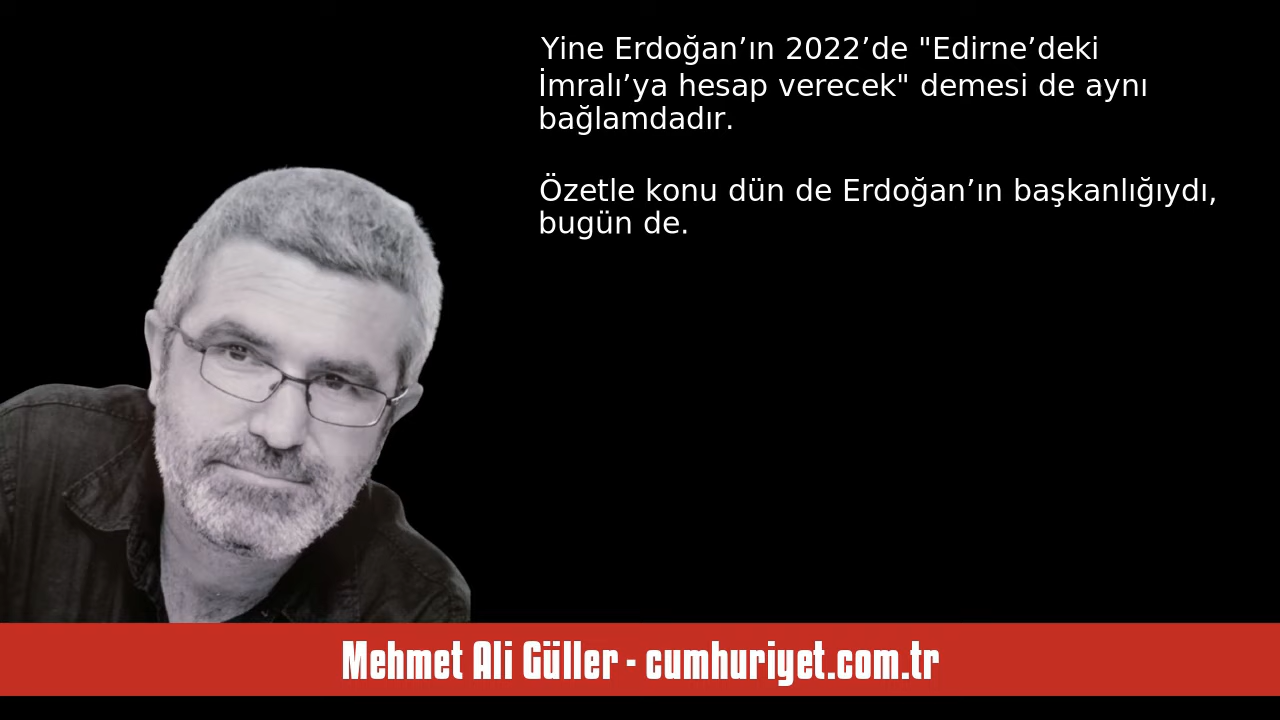 Yine Erdoğan’ın 2022’de "Edirne’deki
İmralı’ya hesap verecek" demesi de aynı
bağlamdadır.
Özetle konu dün de Erdoğan’ın başkanlığıydı,
bugün de.
Mehmet Ali Güller - cumhuriyet.com.tr